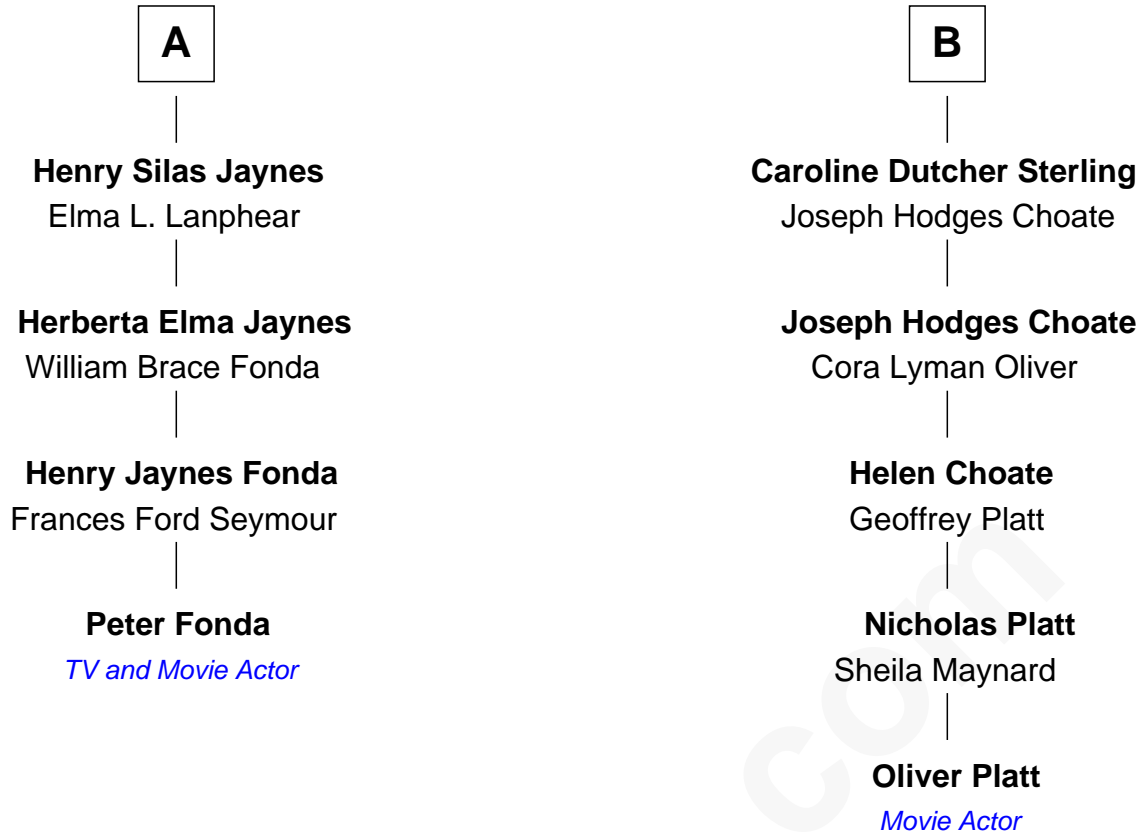 A
Henry Silas Jaynes
Elma L. Lanphear
Herberta Elma Jaynes
William Brace Fonda
Henry Jaynes Fonda
Frances Ford Seymour
Peter Fonda
TV and Movie Actor
B
Caroline Dutcher Sterling
Joseph Hodges Choate
Joseph Hodges Choate
Cora Lyman Oliver
Helen Choate
Geoffrey Platt
Nicholas Platt
Sheila Maynard
Oliver Platt
Movie Actor
com